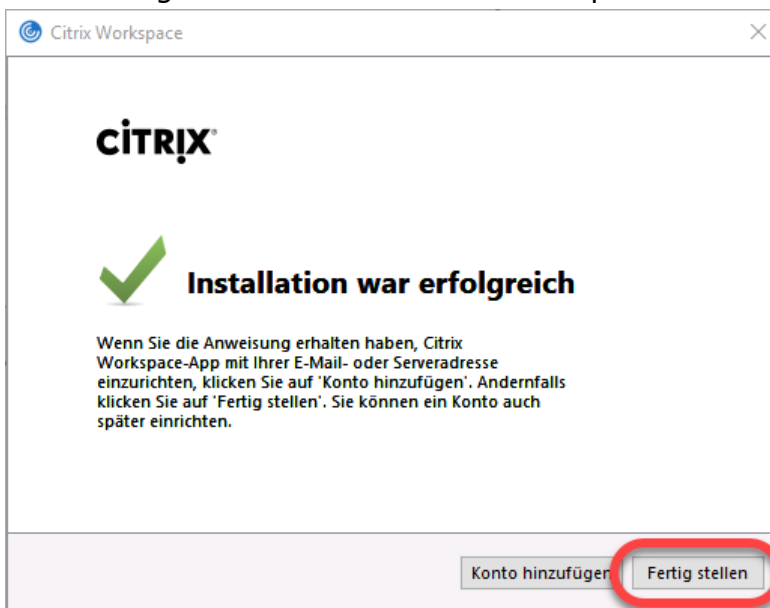 Citrix Workspace
CİTRỊX®
Installation war erfolgreich
Wenn Sie die Anweisung erhalten haben, Citrix
Workspace-App mit Ihrer E-Mail- oder Serveradresse
einzurichten, klicken Sie auf 'Konto hinzufügen'. Andernfalls
klicken Sie auf 'Fertig stellen'. Sie können ein Konto auch
später einrichten.
Konto hinzufügen Fertig stellen